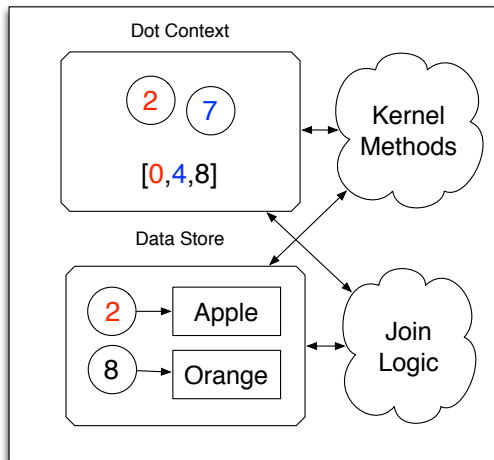 Dot Context
2
7
[0,4,8]
Kernel
Methods
Data Store
2
Apple
8
Orange
Join
Logic